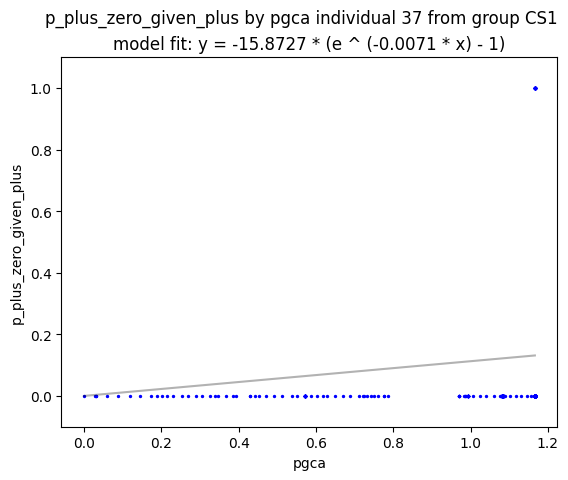 p_plus_zero_given_plus by pgca individual 37 from group CS1
model fit: y = -15.8727 * (e ^ (-0.0071 * x) - 1)
1.0
0.8
0.6
0.4
0.2
0.0
p_plus_zero_given_plus
0.0 0.2 0.4 0.6 0.8 1.0 1.2
pgca